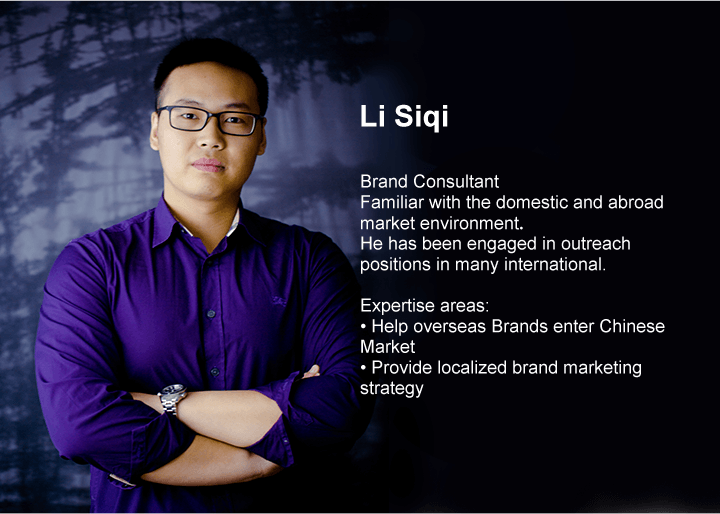 Li Siqi
Brand Consultant
Familiar with the domestic and abroad
market environment.
He has been engaged in outreach
positions in many international.
Expertise areas:
• Help overseas Brands enter Chinese
Market
• Provide localized brand marketing
strategy